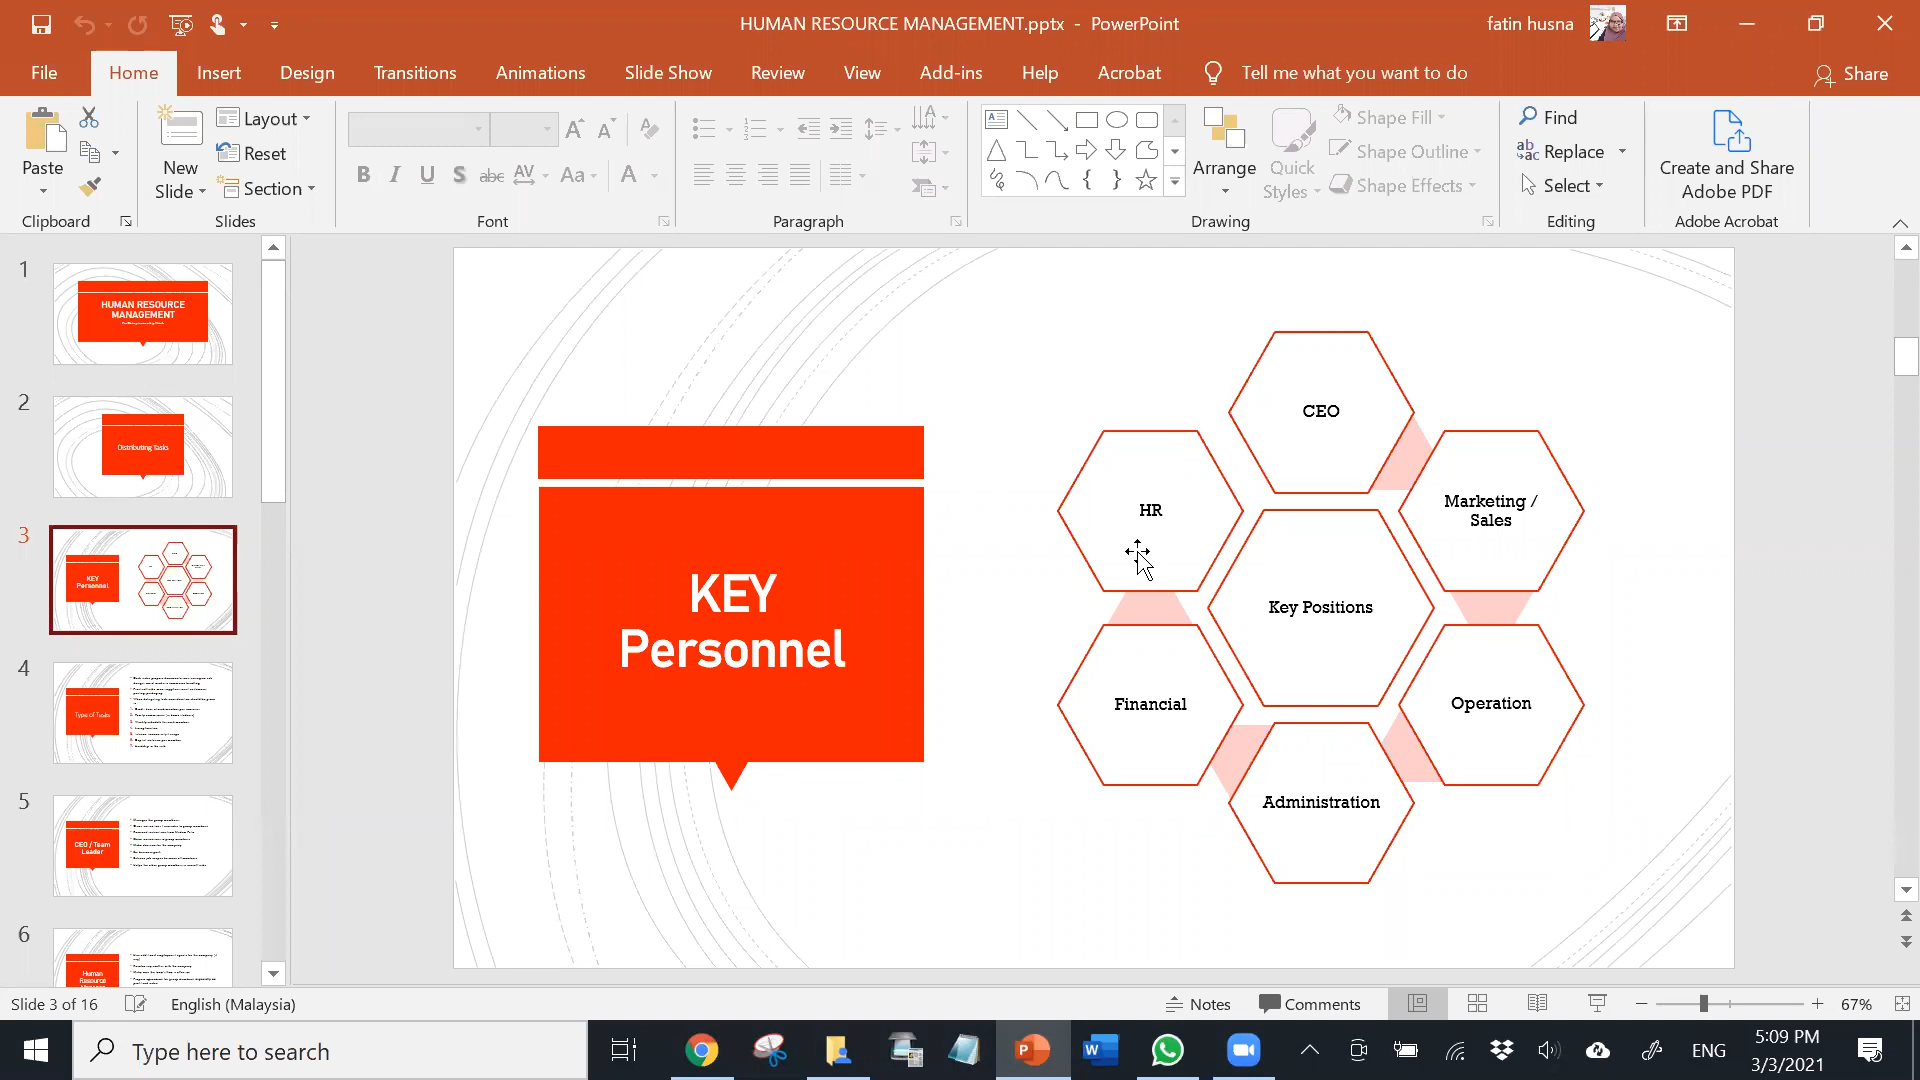 HUMAN RESOURCE MANAGEMENT.pptx - PowerPoint
fatin husna
File Home Insert Design Transitions Animations Slide Show Review View Add-ins Help Acrobat Tell me what you want to do Share
Paste
Clipboard
New
Slide
Layout
Reset
Section
Slides
Font
Paragraph
Arrange
Quick
Styles
Shape Fill
Shape Outline
Shape Effects
Drawing
Find
Replace
Select
Editing
Create and Share
Adobe PDF
Adobe Acrobat
1
HUMAN RESOURCE
MANAGEMENT
2
Distributing Tasks
3
KEY
Personnel
4
Type of Tasks
5
CEO / Team
Leader
6
Human
Resource
KEY
Personnel
CEO
HR
Marketing /
Sales
Key Positions
Financial
Operation
Administration
Slide 3 of 16
English (Malaysia)
Notes
Comments
67%
Type here to search
ENG
5:09 PM
3/3/2021